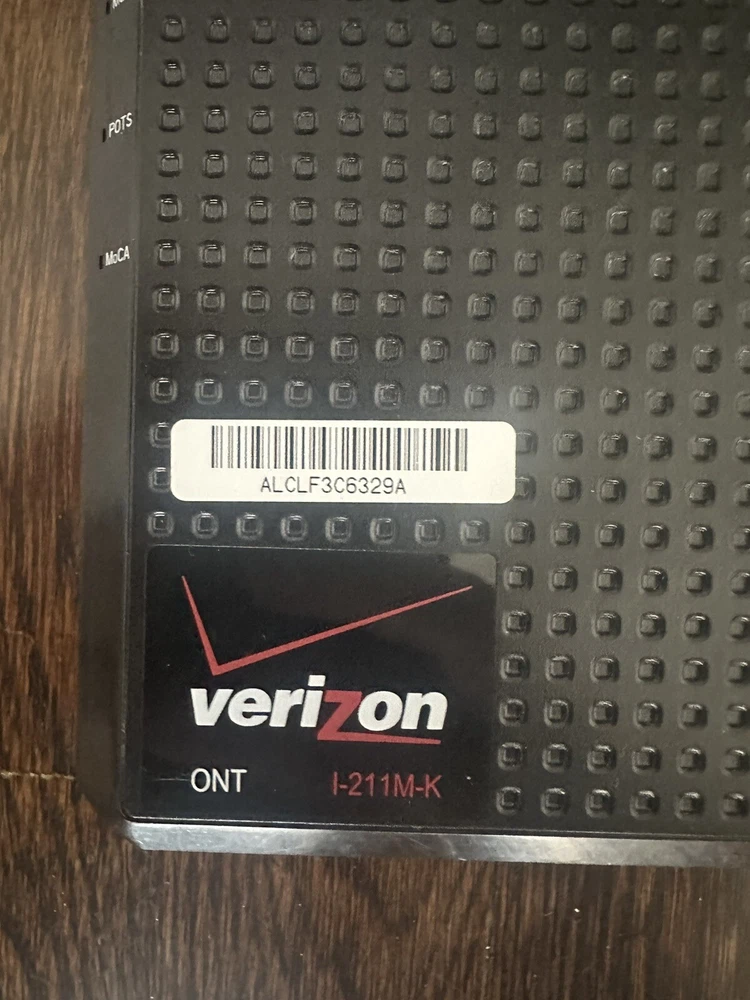 POTS
MoCA
ALCLF3C6329A
verizon
ONT I-211M-K